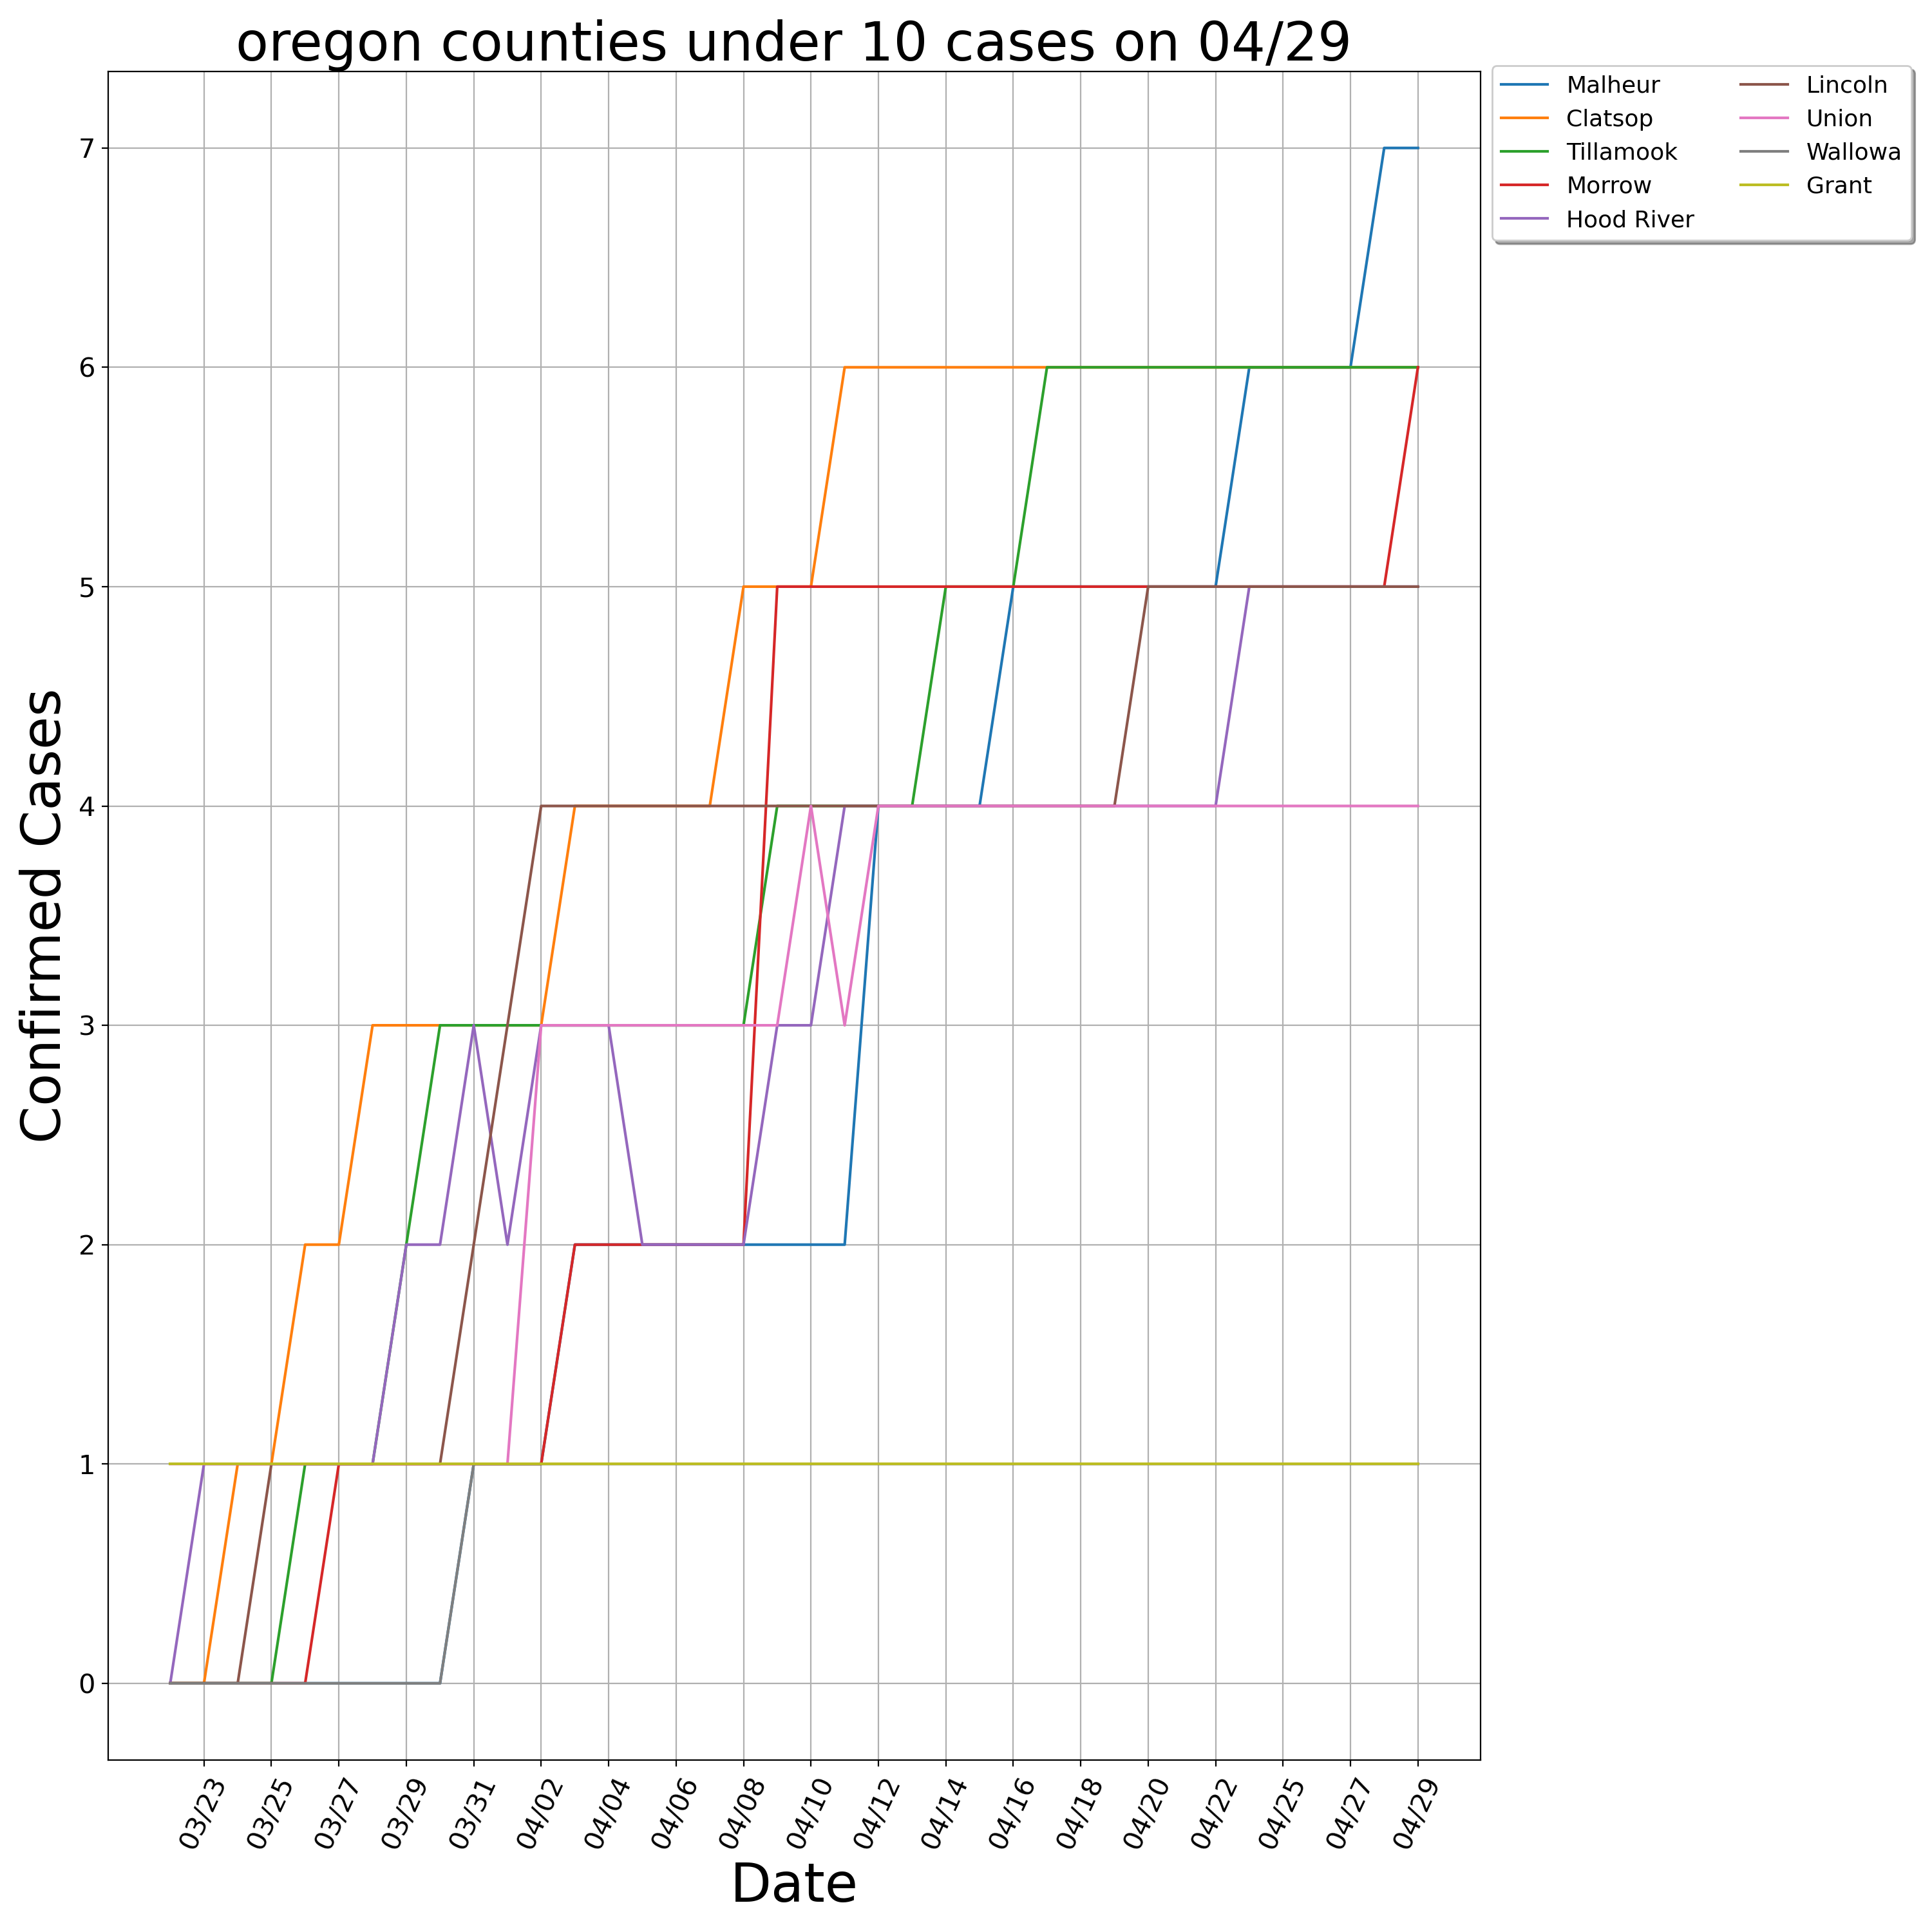 oregon counties under 10 cases on 04/29
Malheur
Clatsop
Tillamook
Morrow
Hood River
Lincoln
Union
Wallowa
Grant
Confirmed Cases
7
6
5
4
3
2
1
0
03/23
03/25
03/27
03/29
03/31
04/02
04/04
04/06
04/08
04/10
04/12
04/14
04/16
04/18
04/20
04/22
04/25
04/27
04/29
Date